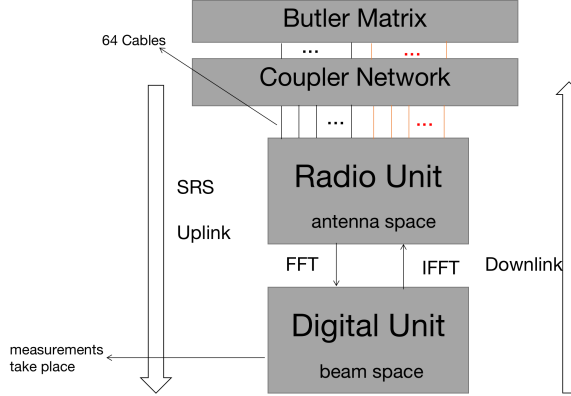 Butler Matrix
64 Cables
... ...
Coupler Network
... ...
Radio Unit
SRS
antenna space
Uplink
FFT
IFFT
Downlink
Digital Unit
measurements
take place
beam space